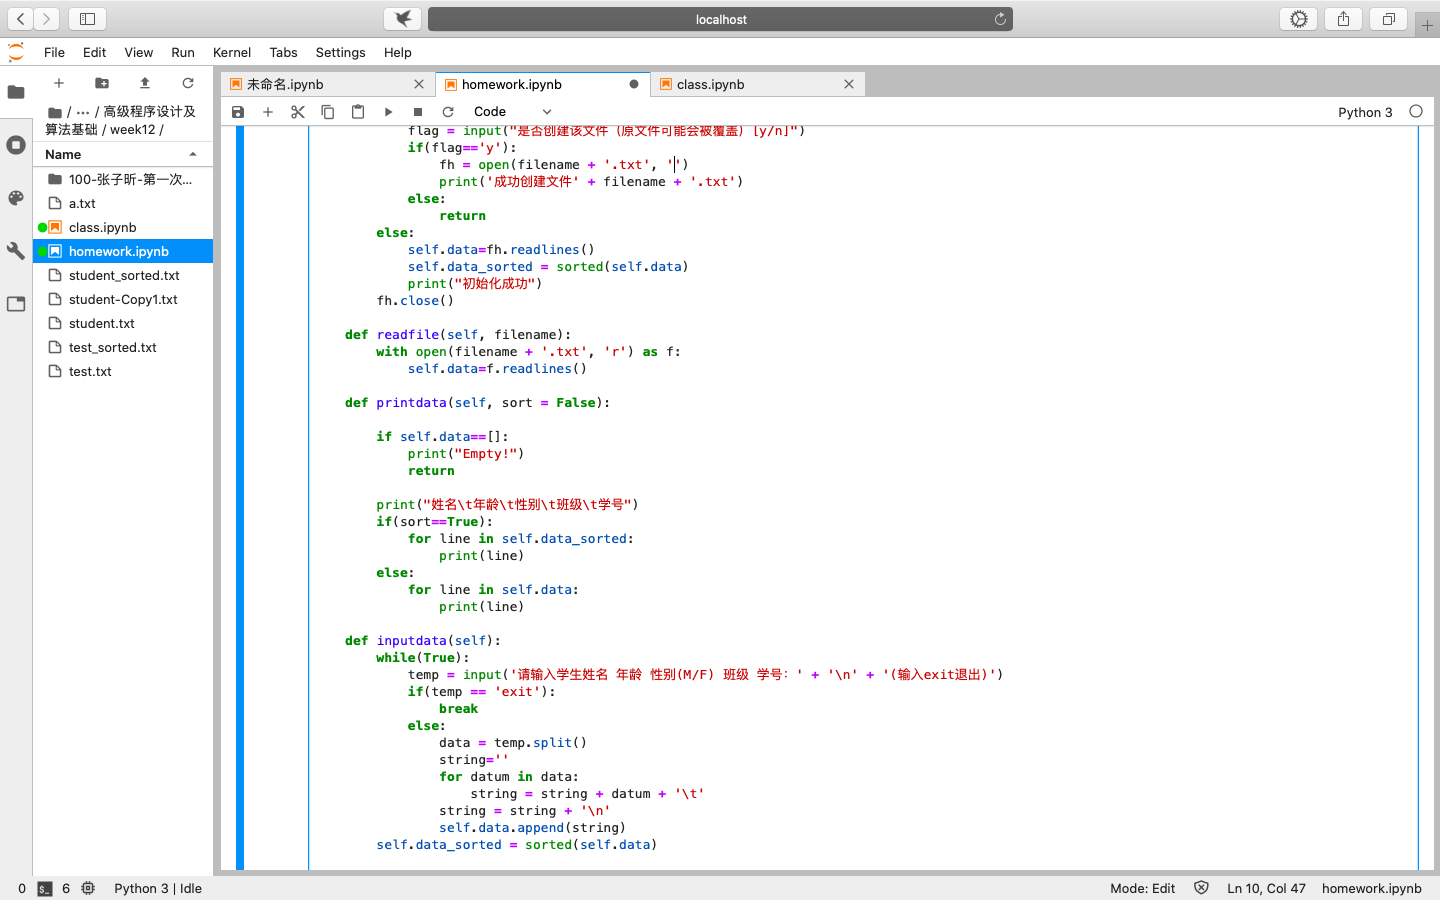 localhost
File Edit View Run Kernel Tabs Settings Help
未命名.ipynb
homework.ipynb
class.ipynb
Code
Python 3
/ ··· / 高级程序设计及
算法基础 / week12 /
Name
100-张子昕-第一次...
a.txt
class.ipynb
homework.ipynb
student_sorted.txt
student-Copy1.txt
student.txt
test_sorted.txt
test.txt
flag = input("是否创建该文件（原文件可能会被覆盖）[y/n]")
if(flag=='y'):
fh = open(filename + '.txt', '')
print('成功创建文件' + filename + '.txt')
else:
return
else:
self.data=fh.readlines()
self.data_sorted = sorted(self.data)
print("初始化成功")
fh.close()
def readfile(self, filename):
with open(filename + '.txt', 'r') as f:
self.data=f.readlines()
def printdata(self, sort = False):
if self.data==[]:
print("Empty!")
return
print("姓名\t年龄\t性别\t班级\t学号")
if(sort==True):
for line in self.data_sorted:
print(line)
else:
for line in self.data:
print(line)
def inputdata(self):
while(True):
temp = input('请输入学生姓名 年龄 性别(M/F) 班级 学号：' + '\n' + '(输入exit退出)')
if(temp == 'exit'):
break
else:
data = temp.split()
string=''
for datum in data:
string = string + datum + '\t'
string = string + '\n'
self.data.append(string)
self.data_sorted = sorted(self.data)
0 $_ 6 Python 3 | Idle
Mode: Edit Ln 10, Col 47 homework.ipynb